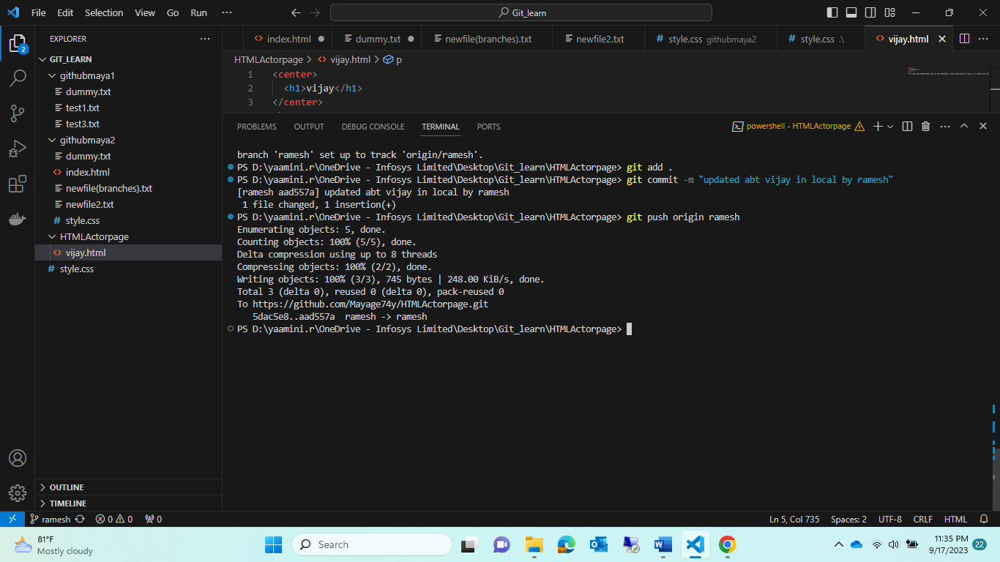 File Edit Selection View Go Run ··· Git_learn
EXPLORER ···
index.html dummy.txt newfile(branches).txt newfile2.txt style.css githubmaya2 style.css .\ vijay.html ···
2
GIT_LEARN
githubmaya1
dummy.txt
test1.txt
test3.txt
githubmaya2
dummy.txt
index.html
newfile(branches).txt
newfile2.txt
style.css
HTMLActorpage
vijay.html
style.css
OUTLINE
TIMELINE
HTMLActorpage > vijay.html > p
1 <center>
2 <h1>vijay</h1>
3 </center>
PROBLEMS OUTPUT DEBUG CONSOLE TERMINAL PORTS powershell - HTMLActorpage ···
branch 'ramesh' set up to track 'origin/ramesh'.
PS D:\yaamini.r\OneDrive - Infosys Limited\Desktop\Git_learn\HTMLActorpage> git add .
PS D:\yaamini.r\OneDrive - Infosys Limited\Desktop\Git_learn\HTMLActorpage> git commit -m "updated abt vijay in local by ramesh"
[ramesh aad557a] updated abt vijay in local by ramesh
1 file changed, 1 insertion(+)
PS D:\yaamini.r\OneDrive - Infosys Limited\Desktop\Git_learn\HTMLActorpage> git push origin ramesh
Enumerating objects: 5, done.
Counting objects: 100% (5/5), done.
Delta compression using up to 8 threads
Compressing objects: 100% (2/2), done.
Writing objects: 100% (3/3), 745 bytes | 248.00 KiB/s, done.
Total 3 (delta 0), reused 0 (delta 0), pack-reused 0
To https://github.com/Mayage74y/HTMLActorpage.git
5dac5e8..aad557a ramesh -> ramesh
PS D:\yaamini.r\OneDrive - Infosys Limited\Desktop\Git_learn\HTMLActorpage>
ramesh 0 0 0 Ln 5, Col 735 Spaces: 2 UTF-8 CRLF HTML
81°F
Mostly cloudy
Search
11:35 PM
9/17/2023
22